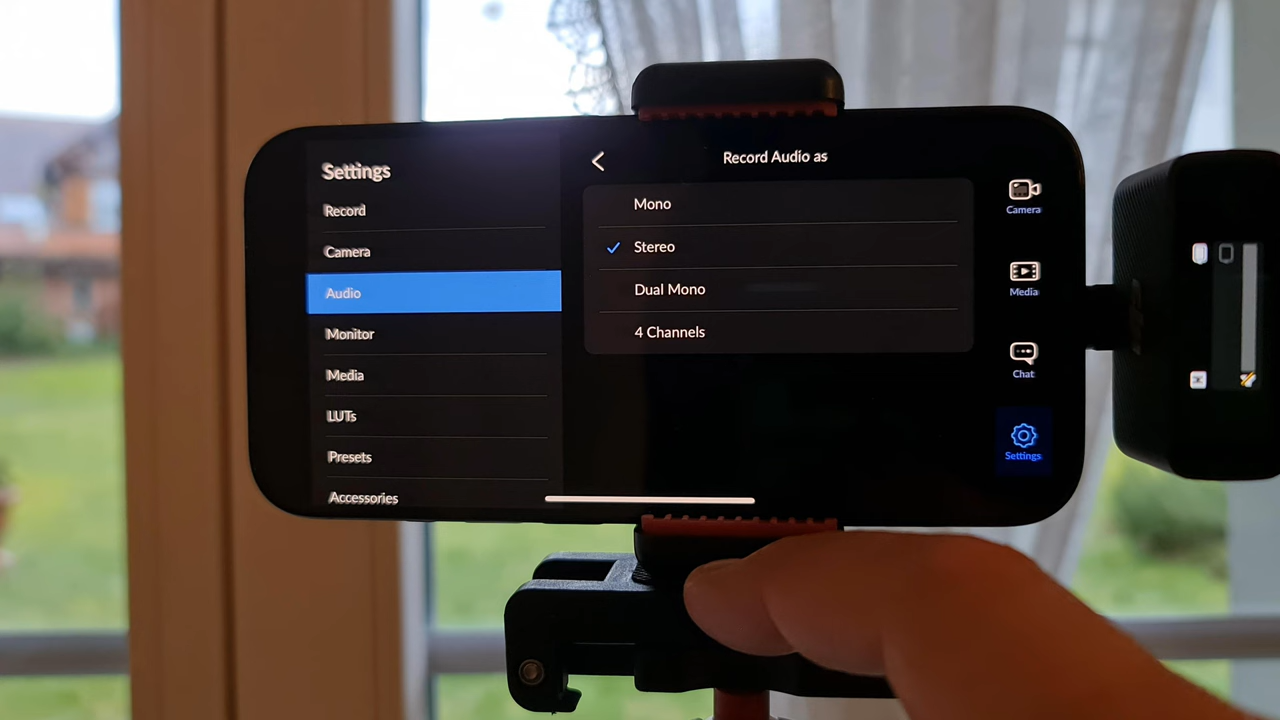 Settings
Record
Camera
Audio
Monitor
Media
LUTs
Presets
Accessories
Record Audio as
Mono
Stereo
Dual Mono
4 Channels
Camera
Media
Chat
Settings